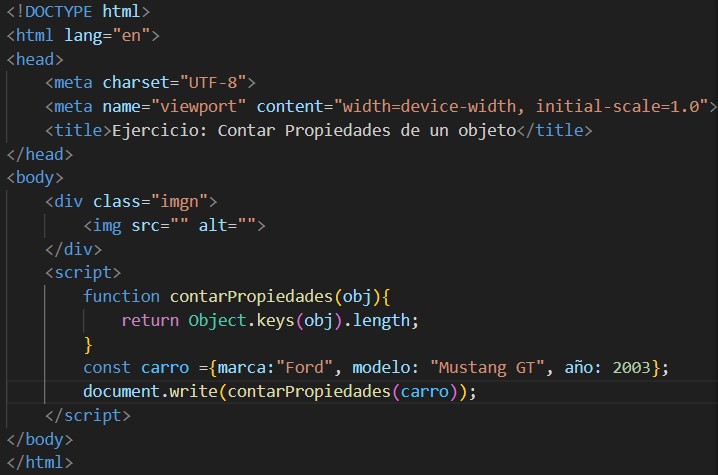 <!DOCTYPE html>
<html lang="en">
<head>
    <meta charset="UTF-8">
    <meta name="viewport" content="width=device-width, initial-scale=1.0">
    <title>Ejercicio: Contar Propiedades de un objeto</title>
</head>
<body>
    <div class="imgn">
        <img src="" alt="">
    </div>
    <script>
        function contarPropiedades(obj){
            return Object.keys(obj).length;
        }
        const carro ={marca:"Ford", modelo: "Mustang GT", año: 2003};
        document.write(contarPropiedades(carro));
    </script>
</body>
</html>